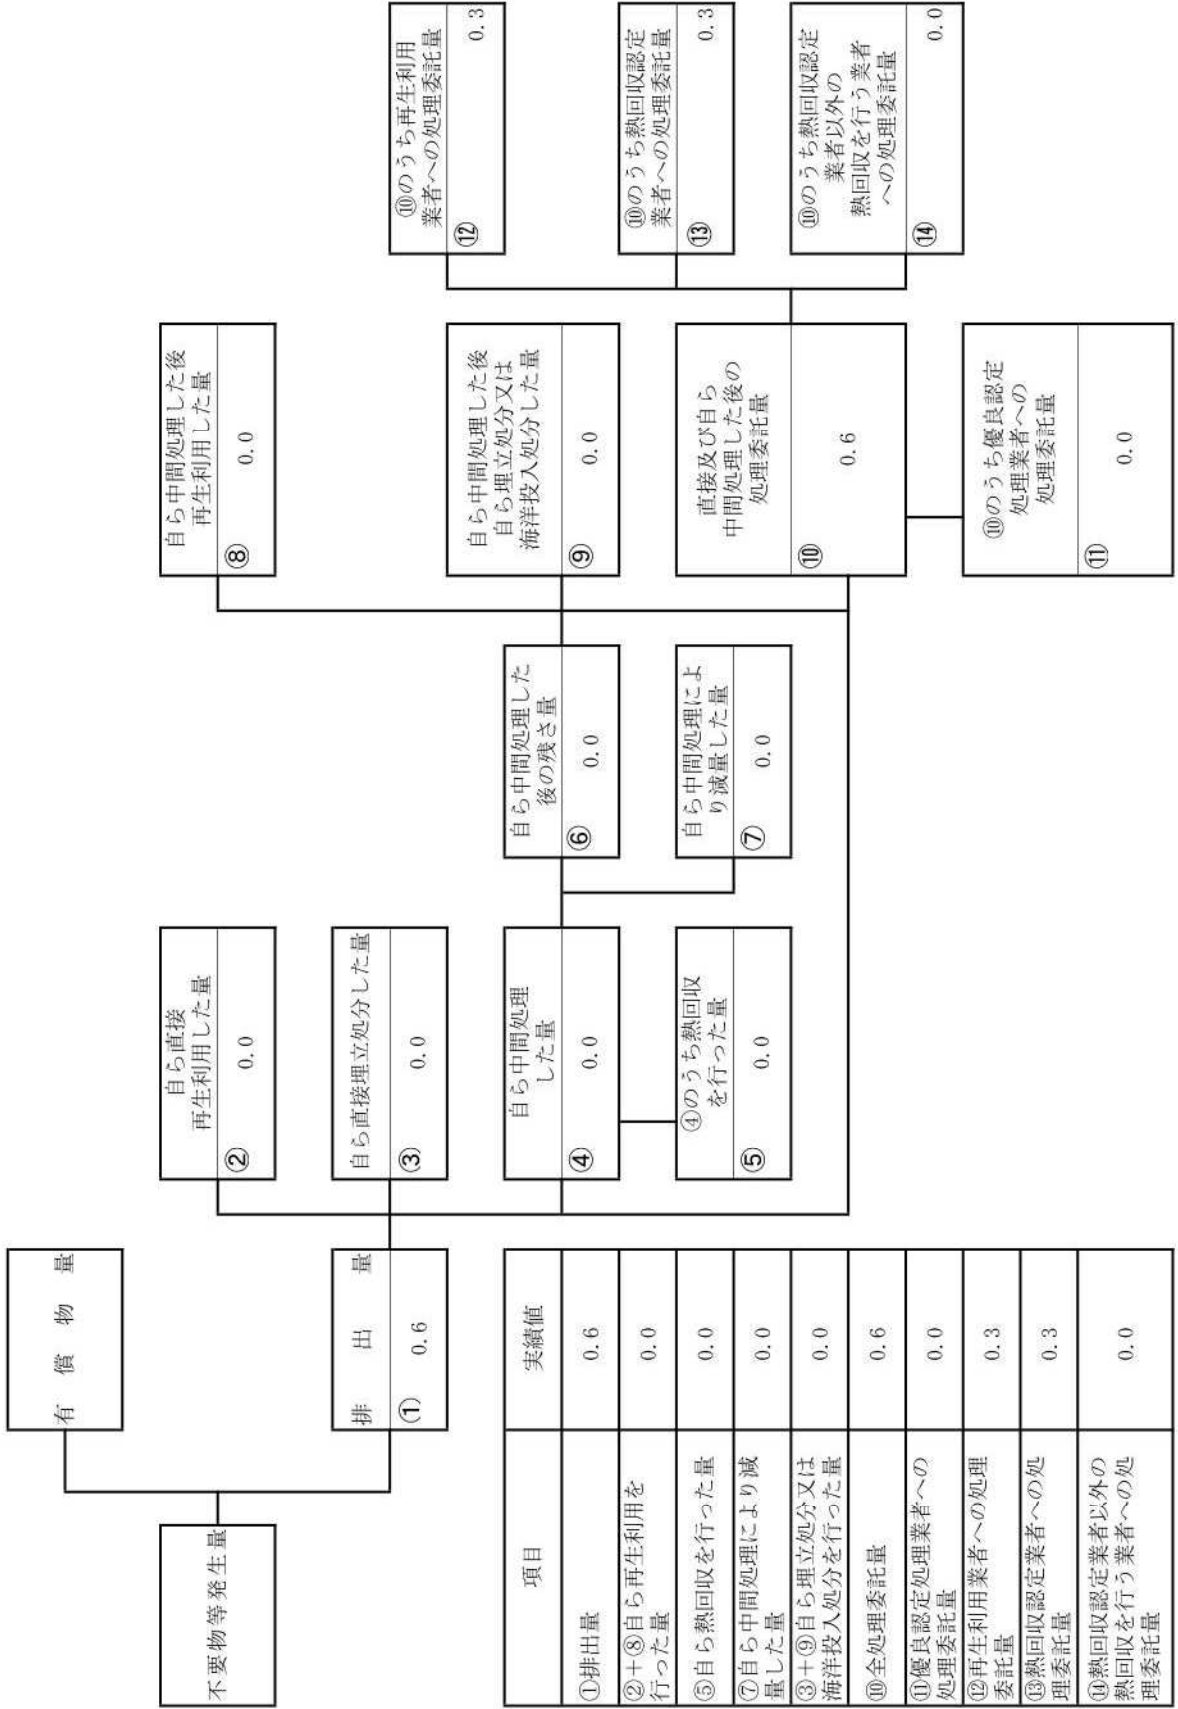 有償物量
不要物等発生量
排出量
①
0.6
自ら直接
再生利用した量
②
0.0
自ら直接埋立処分した量
③
0.0
自ら中間処理
した量
④
0.0
④のうち熱回収
を行った量
⑤
0.0
自ら中間処理した
後の残さ量
⑥
0.0
自ら中間処理によ
り減量した量
⑦
0.0
自ら中間処理した後
再生利用した量
⑧
0.0
自ら中間処理した後
自ら埋立処分又は
海洋投入処分した量
⑨
0.0
直接及び自ら
中間処理した後の
処理委託量
⑩
0.6
⑩のうち優良認定
処理業者への
処理委託量
⑪
0.0
⑩のうち再生利用
業者への処理委託量
⑫
0.3
⑩のうち熱回収認定
業者への処理委託量
⑬
0.3
⑩のうち熱回収認定
業者以外の
熱回収を行う業者
への処理委託量
⑭
0.0
項目 実績値
①排出量 0.6
②+⑧自ら再生利用を
行った量 0.0
⑤自ら熱回収を行った量 0.0
⑦自ら中間処理により減
量した量 0.0
③+⑨自ら埋立処分又は
海洋投入処分を行った量 0.0
⑩全処理委託量 0.6
⑪優良認定処理業者への
処理委託量 0.0
⑫再生利用業者への処理
委託量 0.3
⑬熱回収認定業者への処
理委託量 0.3
⑭熱回収認定業者以外の
熱回収を行う業者への処
理委託量 0.0